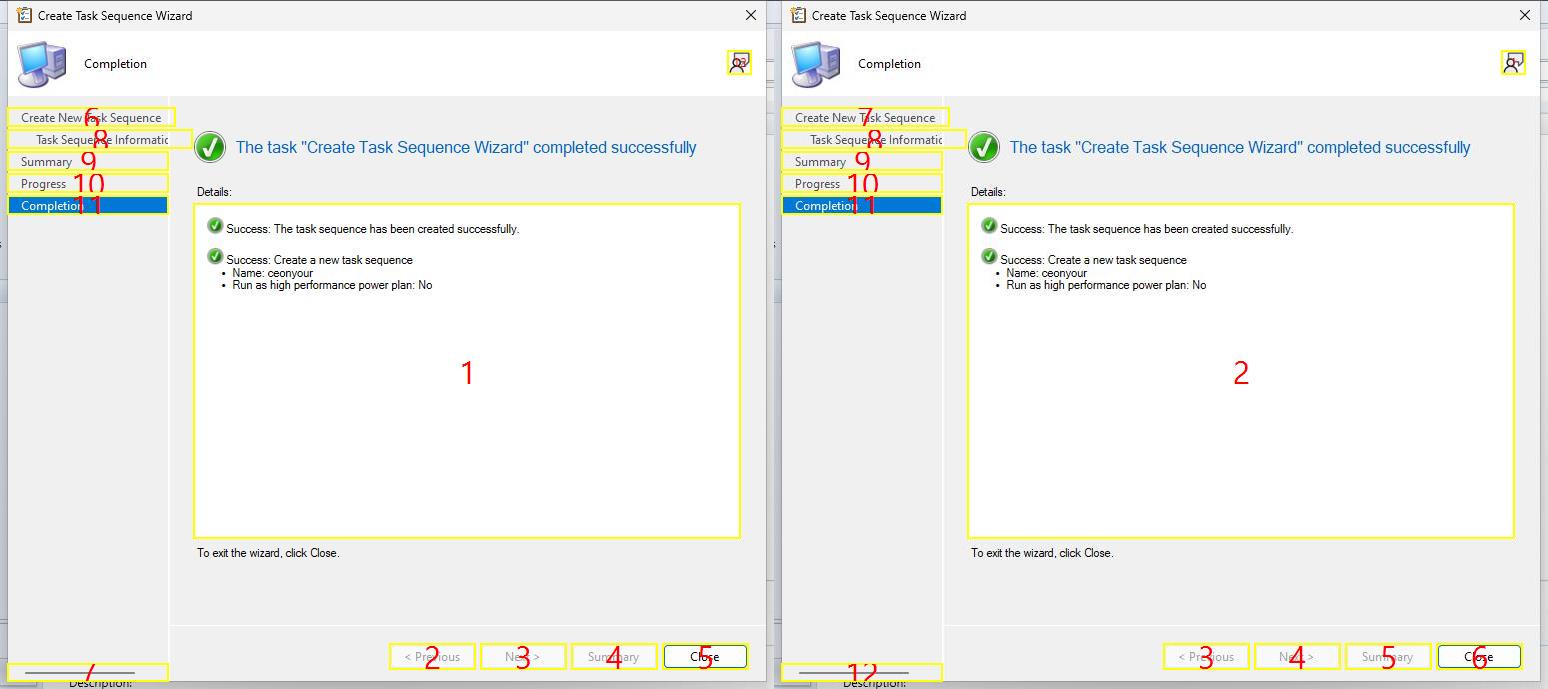 Create Task Sequence Wizard
Completion
Create New Task Sequence
6
Task Sequence Informatic
8
Summary
9
Progress
10
Completion
11
The task "Create Task Sequence Wizard" completed successfully
Details:
Success: The task sequence has been created successfully.
Success: Create a new task sequence
• Name: ceonyour
• Run as high performance power plan: No
1
To exit the wizard, click Close.
< Previous
2
Next >
3
Summary
4
Close
5
7
Description:
Create Task Sequence Wizard
Completion
Create New Task Sequence
7
Task Sequence Informatic
8
Summary
9
Progress
10
Completion
11
The task "Create Task Sequence Wizard" completed successfully
Details:
Success: The task sequence has been created successfully.
Success: Create a new task sequence
• Name: ceonyour
• Run as high performance power plan: No
2
To exit the wizard, click Close.
< Previous
3
Next >
4
Summary
5
Close
6
12
Description: